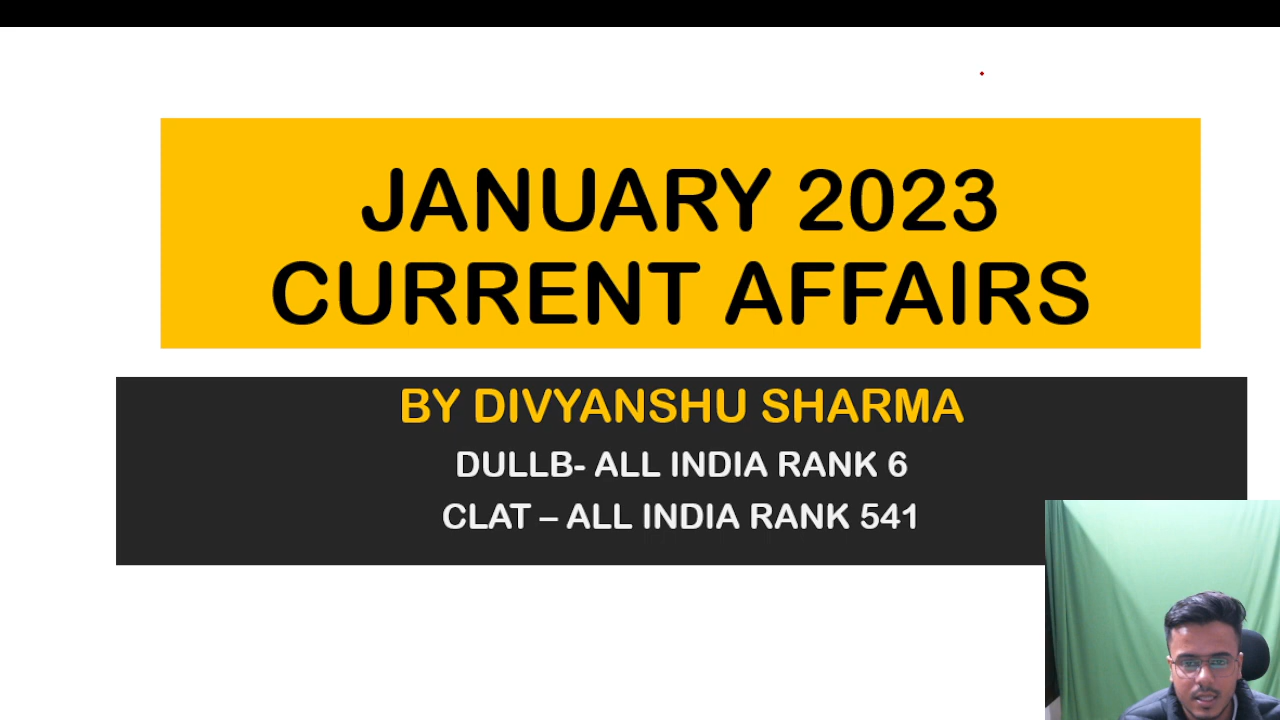 JANUARY 2023
CURRENT AFFAIRS
BY DIVYANSHU SHARMA
DULLB- ALL INDIA RANK 6
CLAT – ALL INDIA RANK 541